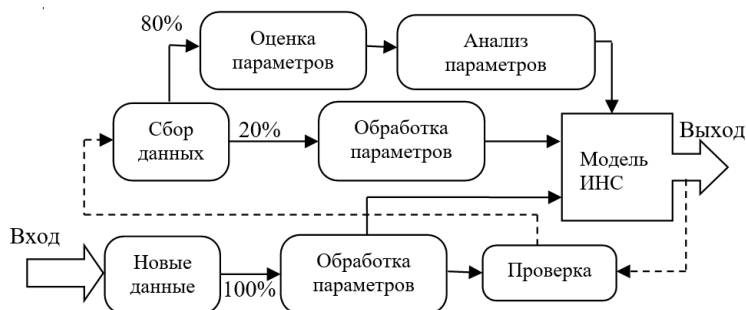 80%
Оценка
параметров
Анализ
параметров
Сбор
данных
20%
Обработка
параметров
Модель
ИНС
Выход
Вход
Новые
данные
100%
Обработка
параметров
Проверка